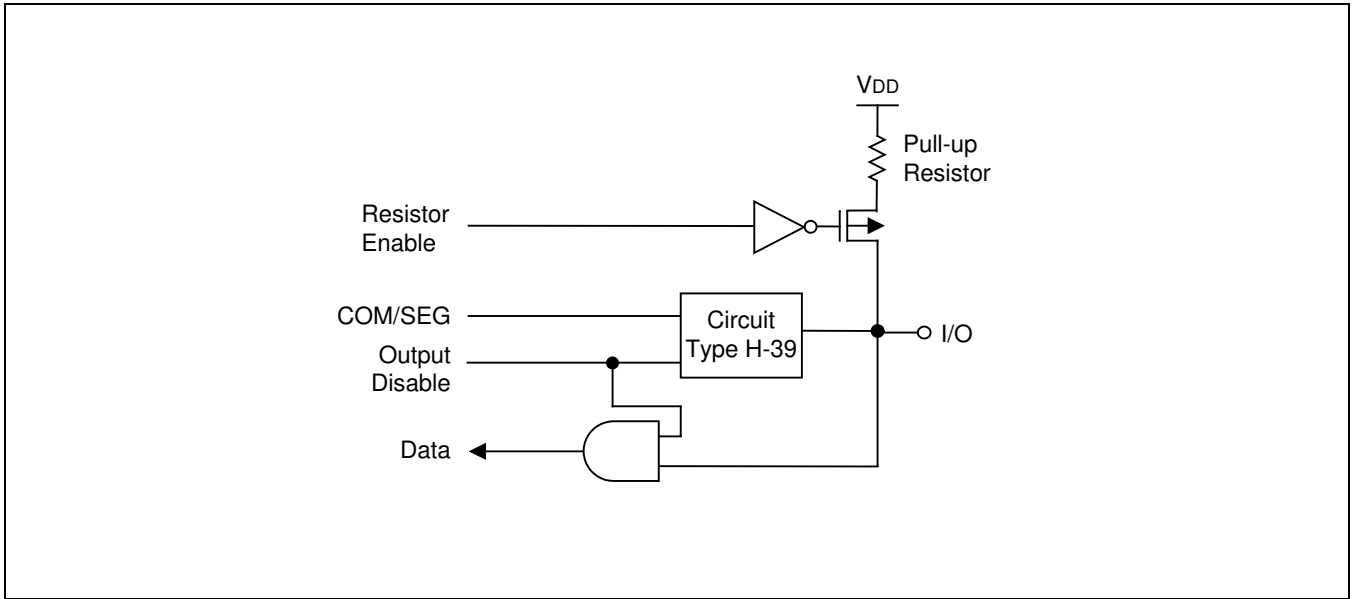 VDD
Pull-up
Resistor
Resistor
Enable
COM/SEG
Circuit
Type H-39
I/O
Output
Disable
Data